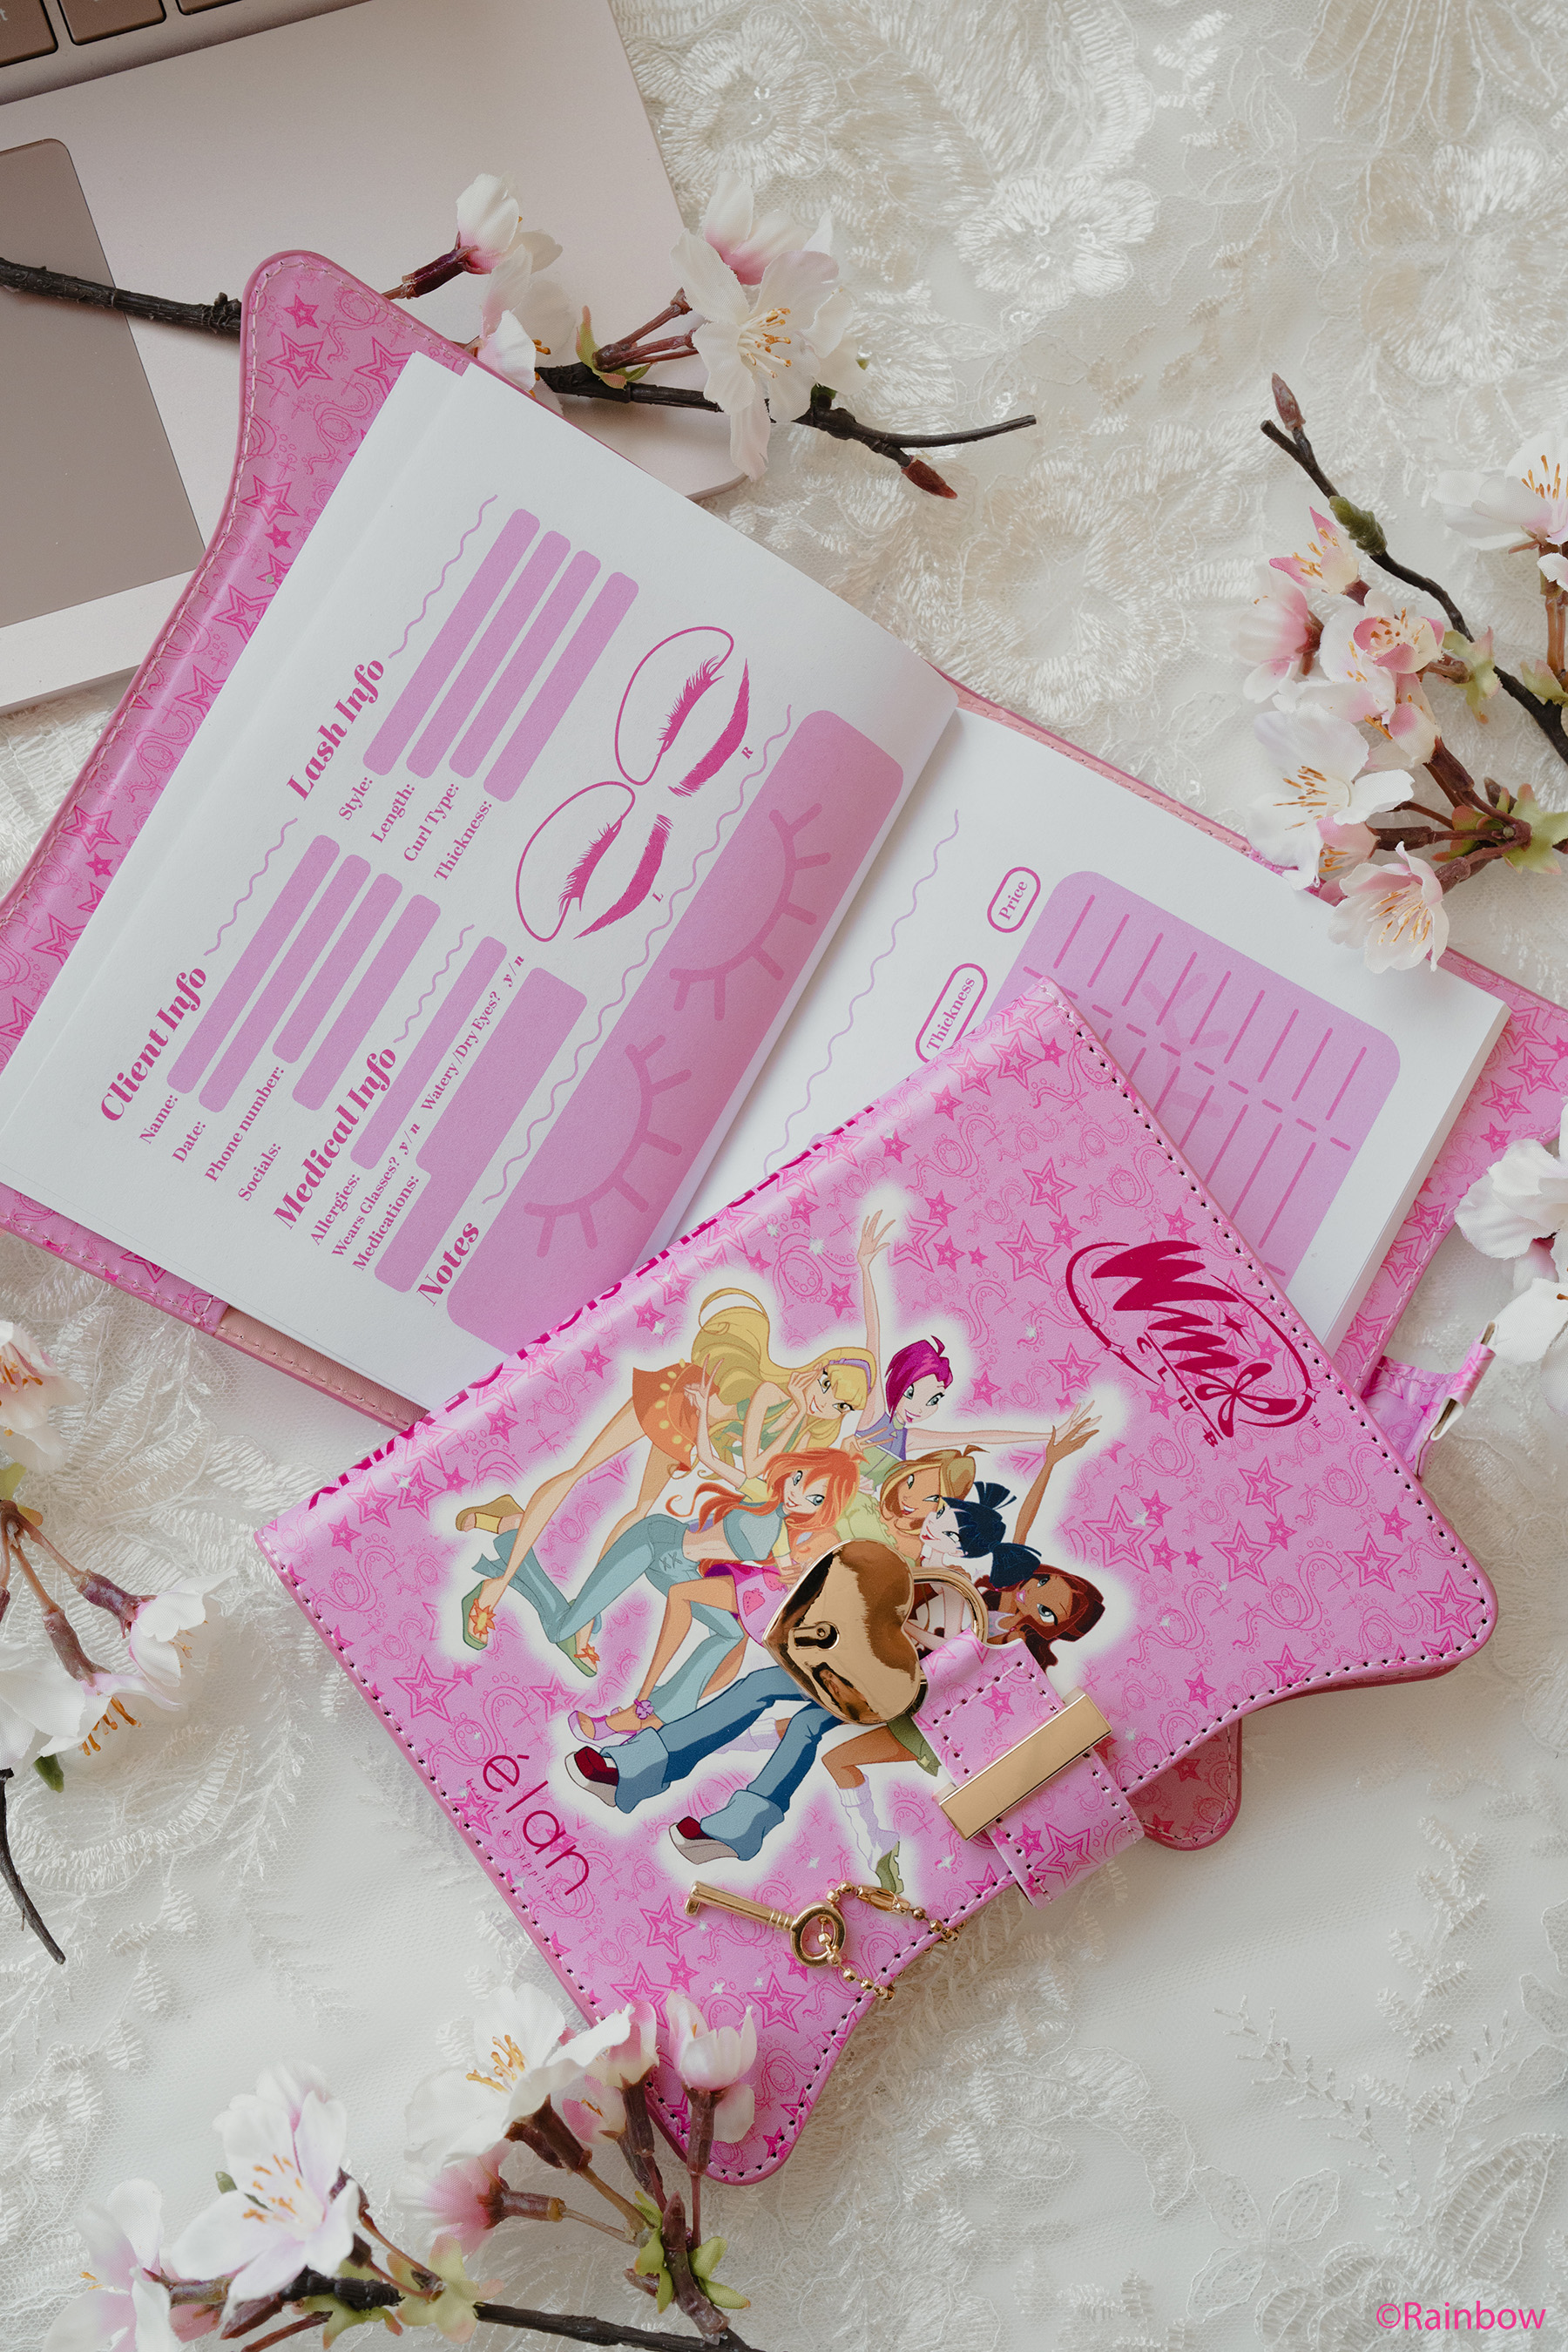 Client Info
Name:
Date:
Phone number:
Socials:
Medical Info
Allergies:
Wears Glasses? y / n Watery/Dry Eyes? y / n
Medications:
Notes
Lash Info
Style:
Length:
Curl Type:
Thickness:
R
L
Price
Thickness
Winx
CLUB™
élan
©Rainbow